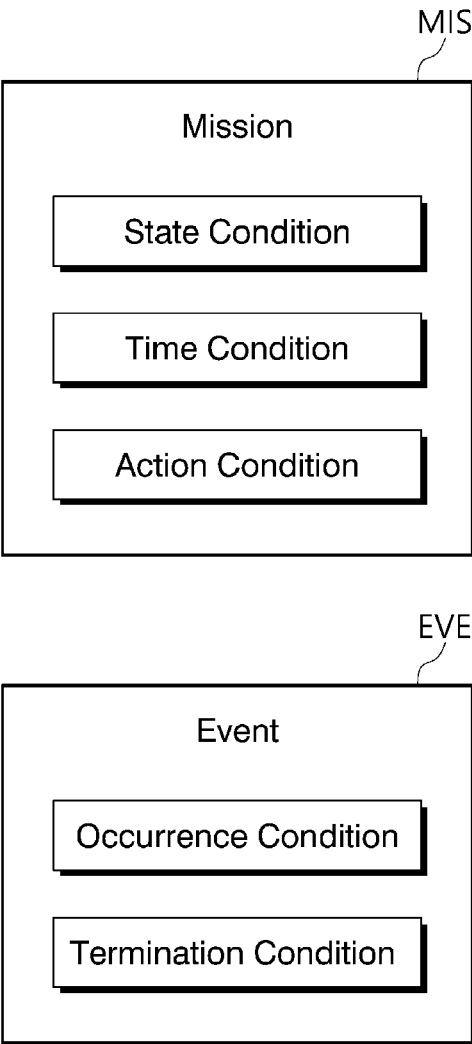 MIS
Mission
State Condition
Time Condition
Action Condition
EVE
Event
Occurrence Condition
Termination Condition